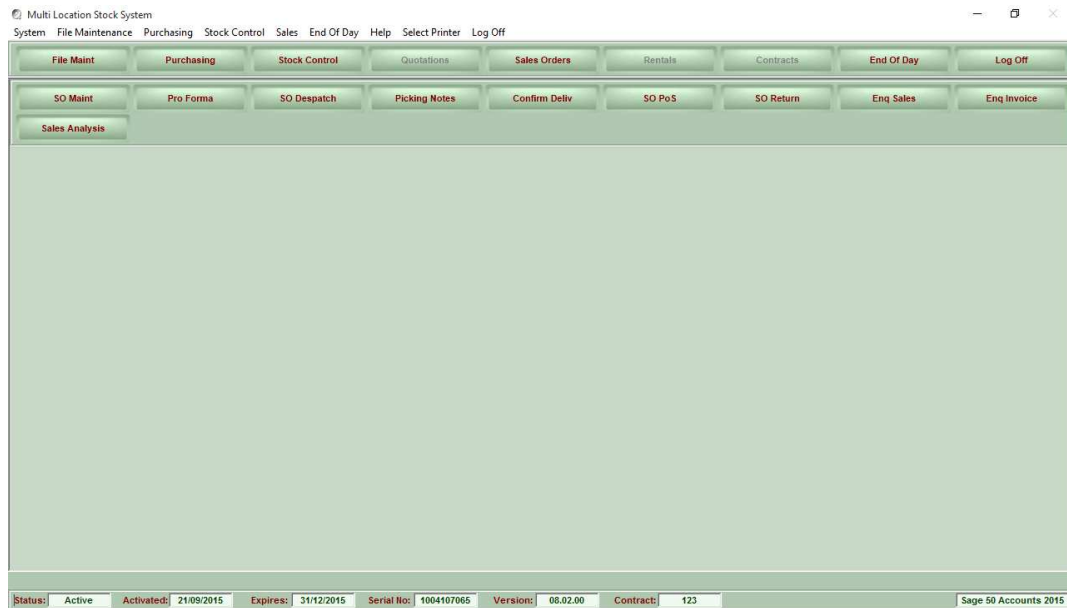 Multi Location Stock System
System File Maintenance Purchasing Stock Control Sales End Of Day Help Select Printer Log Off
File Maint Purchasing Stock Control Quotations Sales Orders Rentals Contracts End Of Day Log Off
SO Maint Pro Forma SO Despatch Picking Notes Confirm Deliv SO PoS SO Return Enq Sales Enq Invoice
Sales Analysis
Status: Active Activated: 21/09/2015 Expires: 31/12/2015 Serial No: 1004107065 Version: 08.02.00 Contract: 123 Sage 50 Accounts 2015